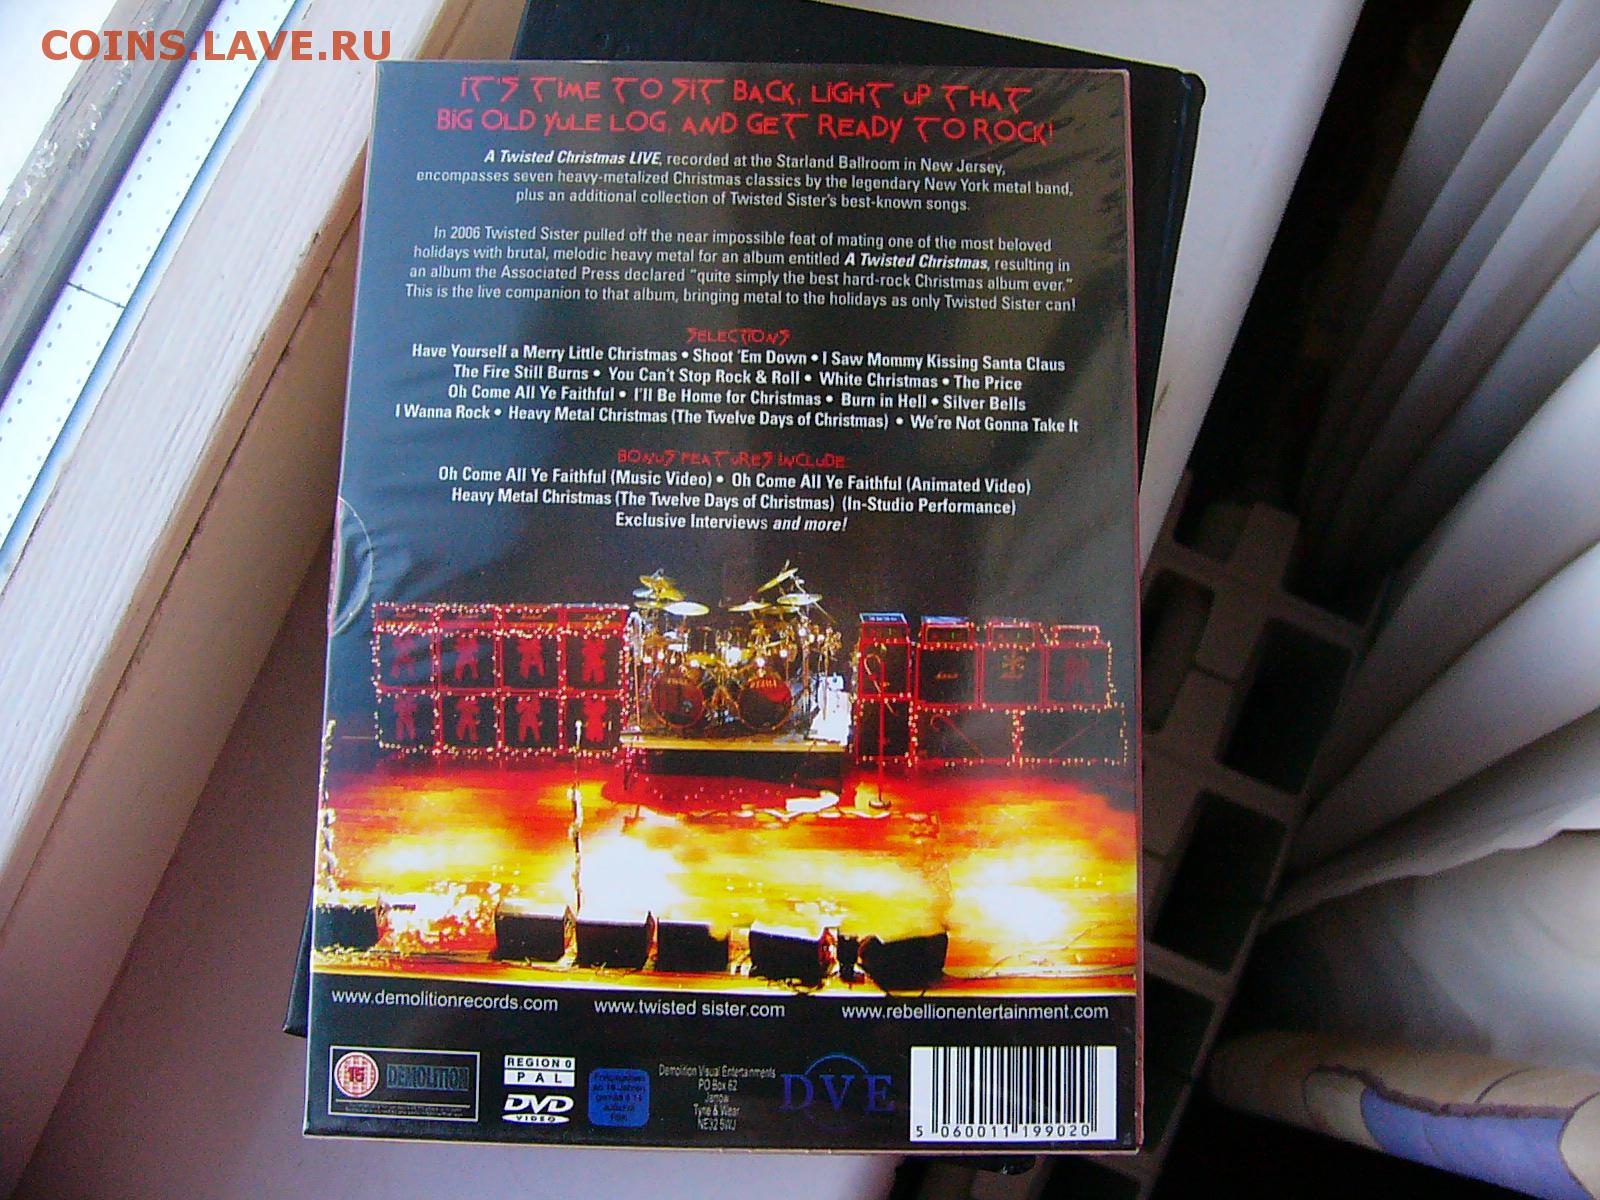 COINS.LAVE.RU
IT'S TIME TO SIT BACK, LIGHT UP THAT
BIG OLD YULE LOG, AND GET READY TO ROCK!
A Twisted Christmas LIVE, recorded at the Starland Ballroom in New Jersey,
encompasses seven heavy-metalized Christmas classics by the legendary New York metal band,
plus an additional collection of Twisted Sister's best-known songs.
In 2006 Twisted Sister pulled off the near impossible feat of mating one of the most beloved
holidays with brutal, melodic heavy metal for an album entitled A Twisted Christmas, resulting in
an album the Associated Press declared "quite simply the best hard-rock Christmas album ever."
This is the live companion to that album, bringing metal to the holidays as only Twisted Sister can!
SELECTIONS
Have Yourself a Merry Little Christmas • Shoot 'Em Down • I Saw Mommy Kissing Santa Claus
The Fire Still Burns • You Can't Stop Rock & Roll • White Christmas • The Price
Oh Come All Ye Faithful • I'll Be Home for Christmas • Burn in Hell • Silver Bells
I Wanna Rock • Heavy Metal Christmas (The Twelve Days of Christmas) • We're Not Gonna Take It
BONUS FEATURES INCLUDE
Oh Come All Ye Faithful (Music Video) • Oh Come All Ye Faithful (Animated Video)
Heavy Metal Christmas (The Twelve Days of Christmas) (In-Studio Performance)
Exclusive Interviews and more!
www.demolitionrecords.com www.twisted sister.com www.rebellionentertainment.com
15 DEMOLITION
REGION 0
PAL
DVD
VIDEO
Demolition Visual Entertainments
PO Box 62
Jarrow
Tyne & Wear
NE32 5WJ
DVE
5 060011 199020